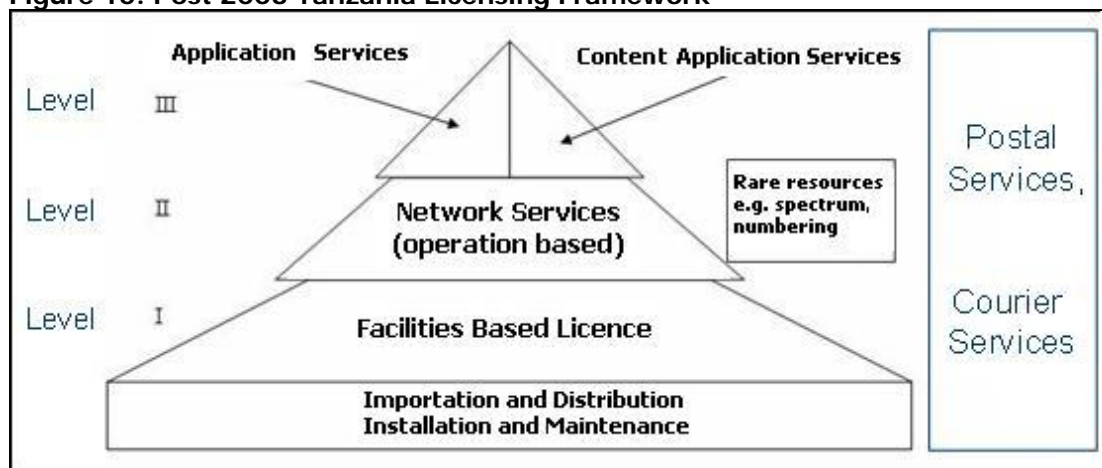 Application Services
Content Application Services
Level III
Level II
Level I
Network Services
(operation based)
Rare resources
e.g. spectrum,
numbering
Facilities Based Licence
Importation and Distribution
Installation and Maintenance
Postal
Services,
Courier
Services